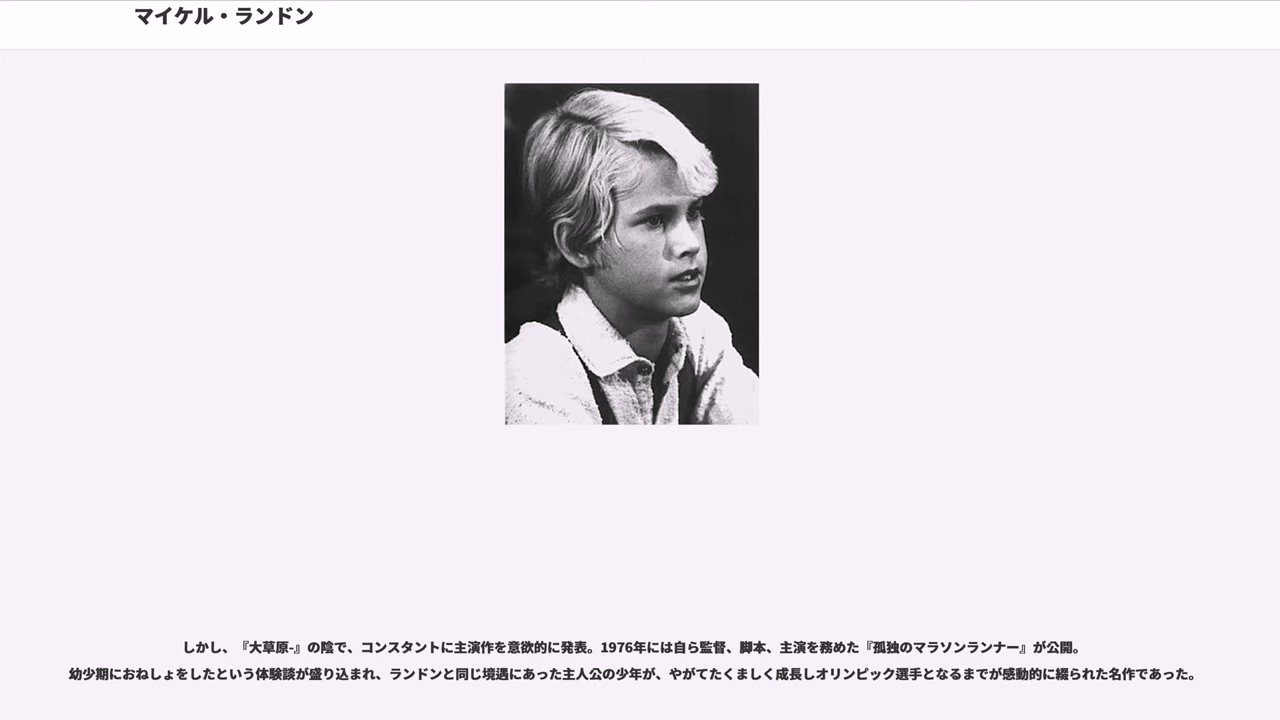 マイケル・ランドン
しかし、『大草原-』の陰で、コンスタントに主演作を意欲的に発表。1976年には自ら監督、脚本、主演を務めた『孤独のマラソンランナー』が公開。
幼少期におねしょをしたという体験談が盛り込まれ、ランドンと同じ境遇にあった主人公の少年が、やがてたくましく成長しオリンピック選手となるまでが感動的に綴られた名作であった。